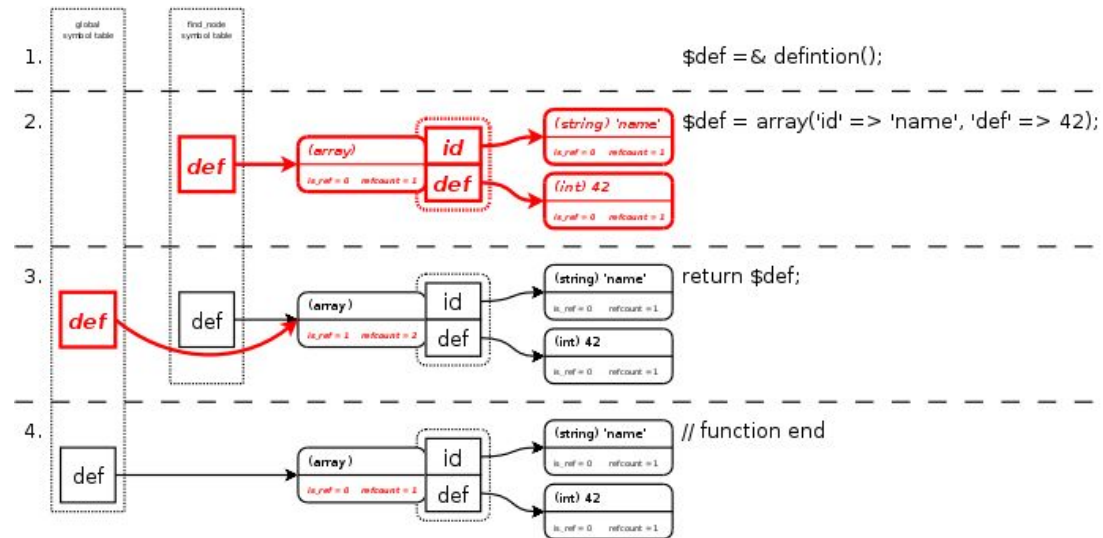 global
symbol table
find_node
symbol table
1.
$def =& defintion();
2.
def
(array)
is_ref = 0 refcount = 1
id
def
(string) 'name'
is_ref = 0 refcount = 1
(int) 42
is_ref = 0 refcount = 1
$def = array('id' => 'name', 'def' => 42);
3.
def
def
(array)
is_ref = 1 refcount = 2
id
def
(string) 'name'
is_ref = 0 refcount = 1
(int) 42
is_ref = 0 refcount = 1
return $def;
4.
def
(array)
is_ref = 0 refcount = 1
id
def
(string) 'name'
is_ref = 0 refcount = 1
(int) 42
is_ref = 0 refcount = 1
// function end